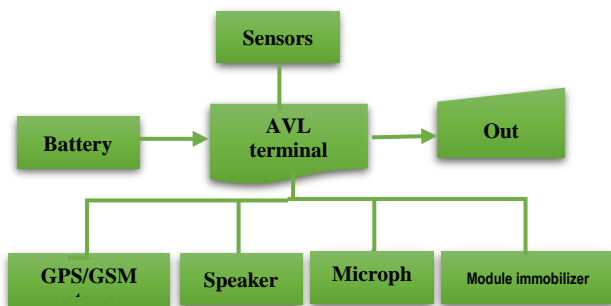 Sensors
Battery
AVL
terminal
Out
GPS/GSM
Speaker
Microph
Module immobilizer